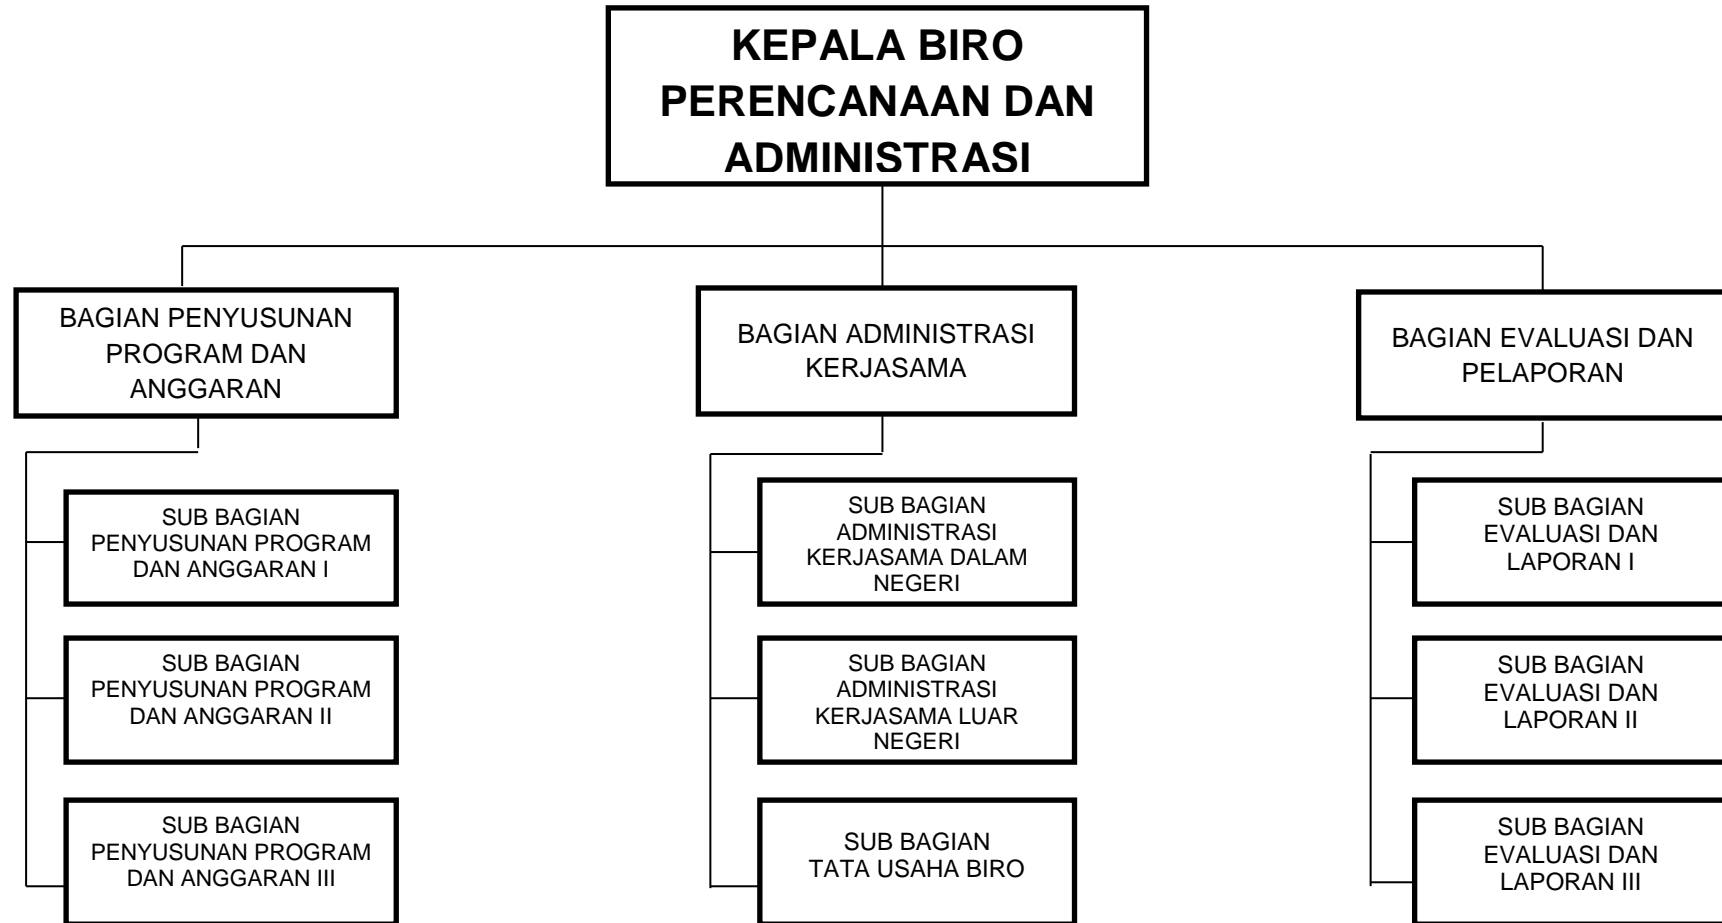 KEPALA BIRO
PERENCANAAN DAN
ADMINISTRASI
BAGIAN PENYUSUNAN
PROGRAM DAN
ANGGARAN
BAGIAN ADMINISTRASI
KERJASAMA
BAGIAN EVALUASI DAN
PELAPORAN
SUB BAGIAN
PENYUSUNAN PROGRAM
DAN ANGGARAN I
SUB BAGIAN
ADMINISTRASI
KERJASAMA DALAM
NEGERI
SUB BAGIAN
EVALUASI DAN
LAPORAN I
SUB BAGIAN
PENYUSUNAN PROGRAM
DAN ANGGARAN II
SUB BAGIAN
ADMINISTRASI
KERJASAMA LUAR
NEGERI
SUB BAGIAN
EVALUASI DAN
LAPORAN II
SUB BAGIAN
PENYUSUNAN PROGRAM
DAN ANGGARAN III
SUB BAGIAN
TATA USAHA BIRO
SUB BAGIAN
EVALUASI DAN
LAPORAN III